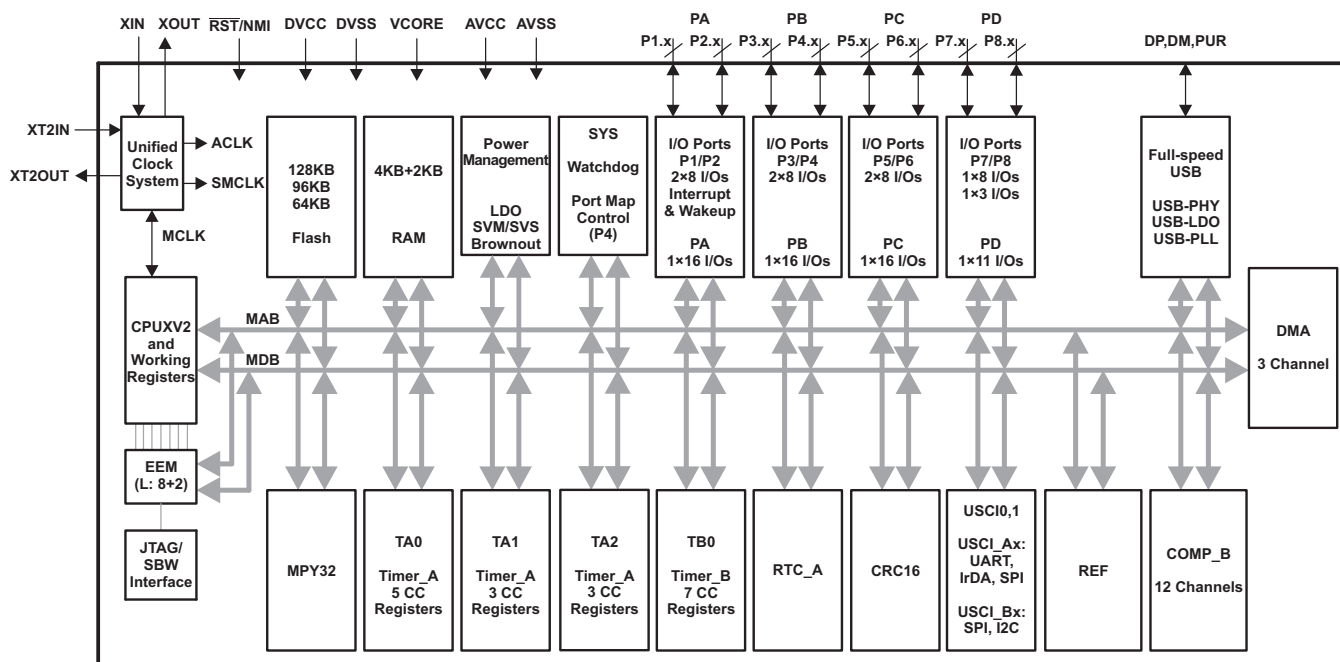 XIN
XOUT
RST/NMI
DVCC
DVSS
VCORE
AVCC
AVSS
PA
PB
PC
PD
P1.x
P2.x
P3.x
P4.x
P5.x
P6.x
P7.x
P8.x
DP,DM,PUR
XT2IN
XT2OUT
Unified
Clock
System
ACLK
SMCLK
MCLK
128KB
96KB
64KB
Flash
4KB+2KB
RAM
Power
Management
LDO
SVM/SVS
Brownout
SYS
Watchdog
Port Map
Control
(P4)
I/O Ports
P1/P2
2×8 I/Os
Interrupt
& Wakeup
PA
1×16 I/Os
I/O Ports
P3/P4
2×8 I/Os
PB
1×16 I/Os
I/O Ports
P5/P6
2×8 I/Os
PC
1×16 I/Os
I/O Ports
P7/P8
1×8 I/Os
1×3 I/Os
PD
1×11 I/Os
Full-speed
USB
USB-PHY
USB-LDO
USB-PLL
CPUXV2
and
Working
Registers
MAB
MDB
DMA
3 Channel
EEM
(L: 8+2)
JTAG/
SBW
Interface
MPY32
TA0
Timer_A
5 CC
Registers
TA1
Timer_A
3 CC
Registers
TA2
Timer_A
3 CC
Registers
TB0
Timer_B
7 CC
Registers
RTC_A
CRC16
USCI0,1
USCI_Ax:
UART,
IrDA, SPI
USCI_Bx:
SPI, I2C
REF
COMP_B
12 Channels